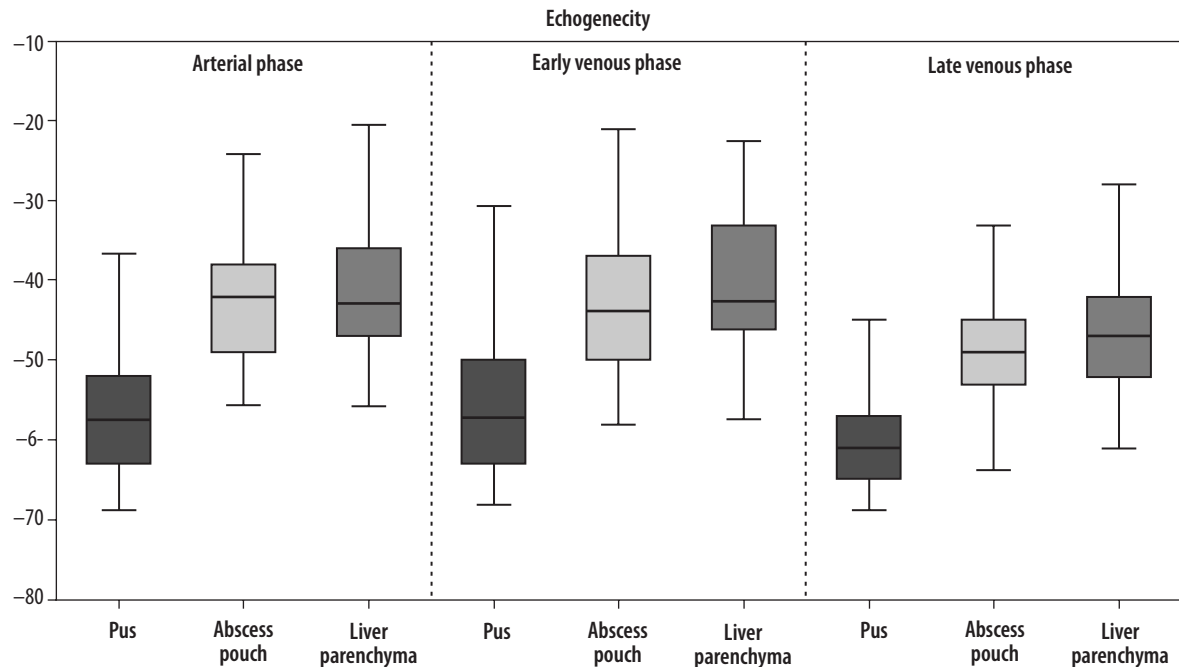 Echogenecity
Arterial phase
Early venous phase
Late venous phase
–10
–20
–30
–40
–50
–6-
–70
–80
Pus
Abscess
pouch
Liver
parenchyma
Pus
Abscess
pouch
Liver
parenchyma
Pus
Abscess
pouch
Liver
parenchyma